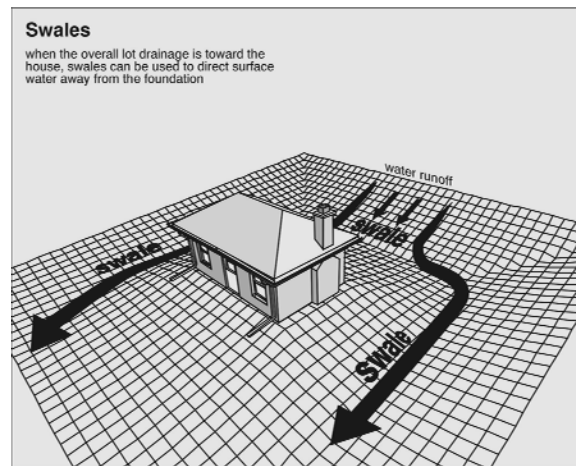 Swales
when the overall lot drainage is toward the
house, swales can be used to direct surface
water away from the foundation
water runoff
swale
swale
Swale